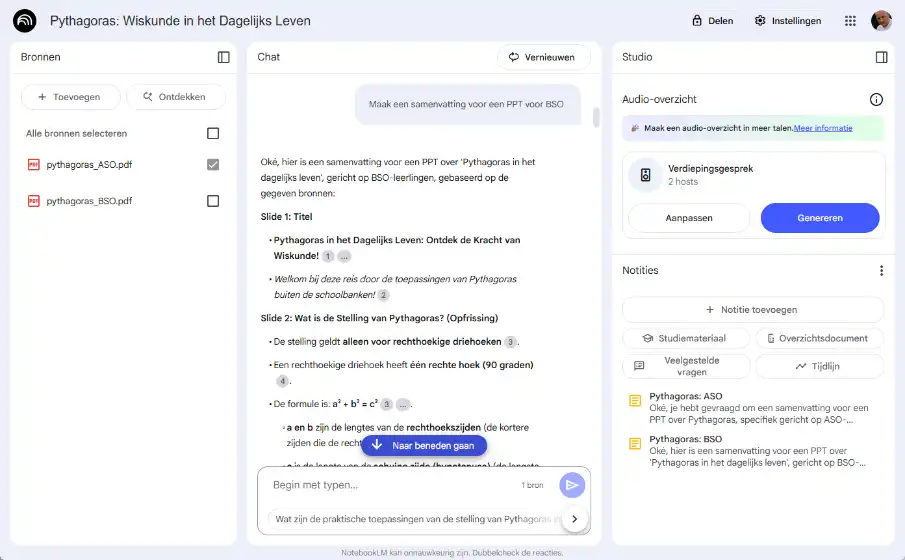 Pythagoras: Wiskunde in het Dagelijks Leven
Delen
Instellingen
Bronnen
Toevoegen
Ontdekken
Alle bronnen selecteren
PDF pythagoras_ASO.pdf
PDF pythagoras_BSO.pdf
Chat
Vernieuwen
Maak een samenvatting voor een PPT voor BSO
Oké, hier is een samenvatting voor een PPT over 'Pythagoras in het
dagelijks leven', gericht op BSO-leerlingen, gebaseerd op de
gegeven bronnen:
Slide 1: Titel
• Pythagoras in het Dagelijks Leven: Ontdek de Kracht van
Wiskunde! 1 ...
• Welkom bij deze reis door de toepassingen van Pythagoras
buiten de schoolbanken! 2
Slide 2: Wat is de Stelling van Pythagoras? (Opfrissing)
• De stelling geldt alleen voor rechthoekige driehoeken 3.
• Een rechthoekige driehoek heeft één rechte hoek (90 graden)
4.
• De formule is: a² + b² = c² 3 ....
◦ a en b zijn de lengtes van de rechthoekszijden (de kortere
zijden die de recht
Naar beneden gaan
◦ c is de lengte van de schuine zijde (hypotenusa) (de langste
Begin met typen...
1 bron
Wat zijn de praktische toepassingen van de stelling van Pythagoras
NotebookLM kan onnauwkeurig zijn. Dubbelcheck de reacties.
Studio
Audio-overzicht
Maak een audio-overzicht in meer talen.Meer informatie
Verdiepingsgesprek
2 hosts
Aanpassen
Genereren
Notities
Notitie toevoegen
Studiemateriaal
Overzichtsdocument
Veelgestelde
vragen
Tijdlijn
Pythagoras: ASO
Oké, je hebt gevraagd om een samenvatting voor een
PPT over Pythagoras, specifiek gericht op ASO-...
Pythagoras: BSO
Oké, hier is een samenvatting voor een PPT over
'Pythagoras in het dagelijks leven', gericht op BSO-...